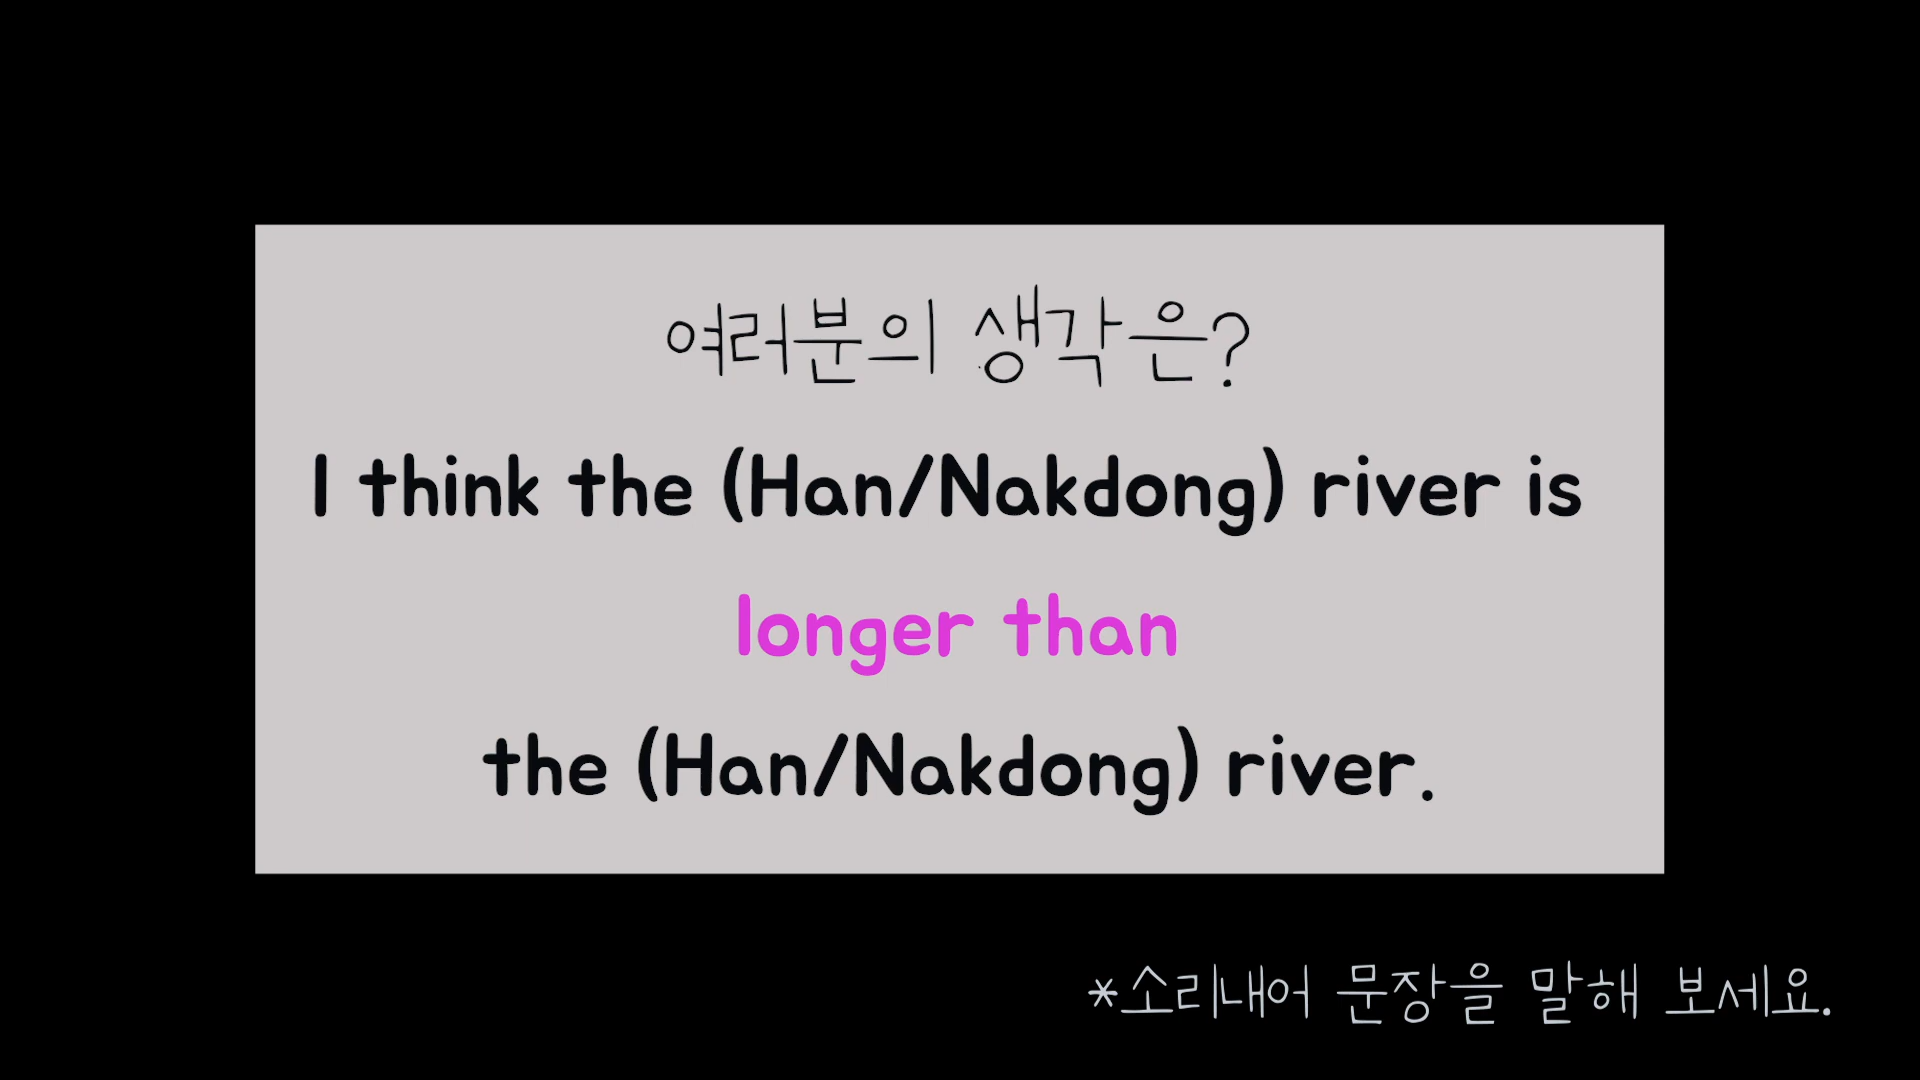 여러분의 생각은?
I think the (Han/Nakdong) river is
longer than
the (Han/Nakdong) river.
*소리내어 문장을 말해 보세요.